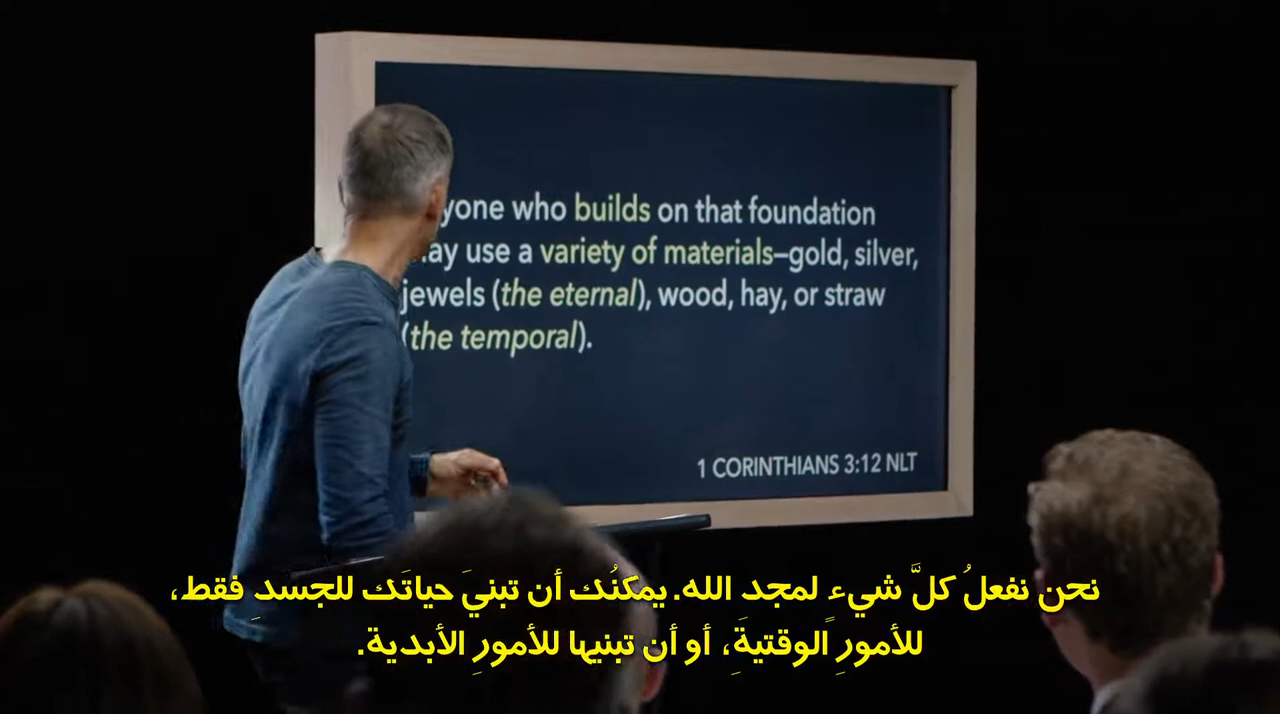 who builds on that foundation
use a variety of materials–gold, silver,
jewels (the eternal), wood, hay, or straw
(the temporal).
1 CORINTHIANS 3:12 NLT
نحن نفعلُ كلَّ شيءٍ لمجد الله. يمكنُك أن تبنيَ حياتَك للجسدِ فقط،
للأمورِ الوقتيةِ، أو أن تبنيها للأمورِ الأبدية.